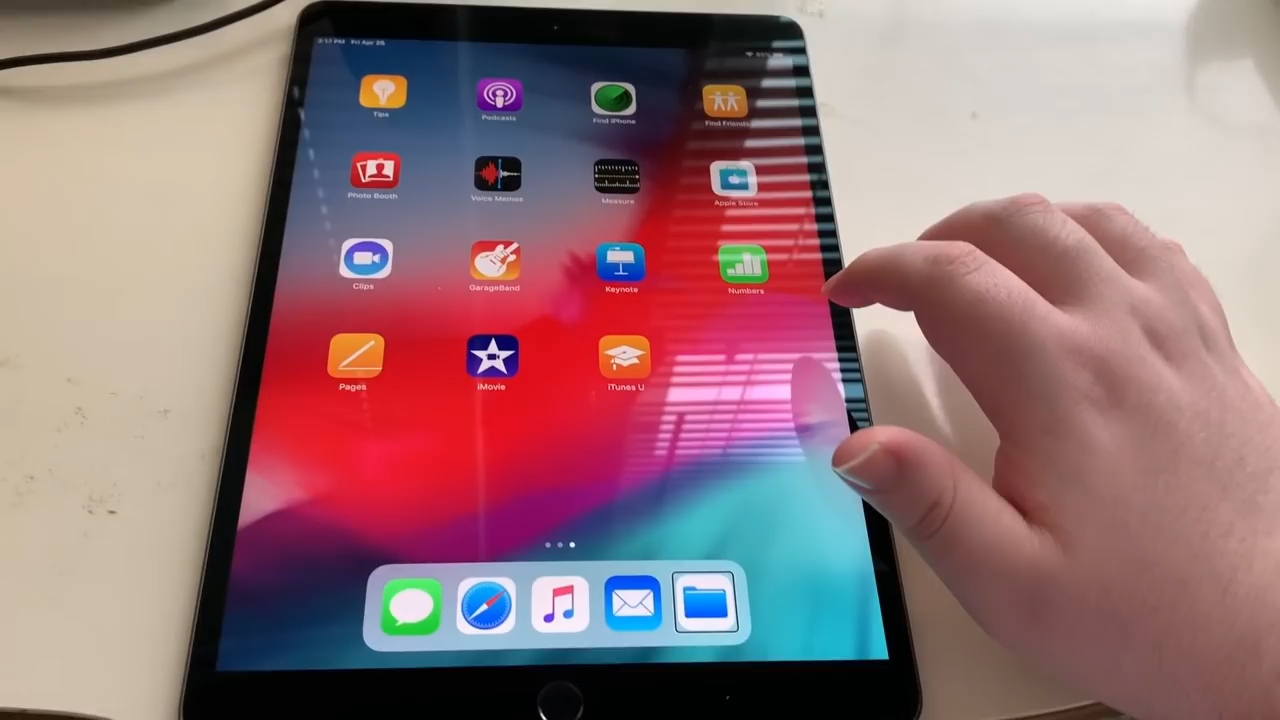 3:17 PM Fri Apr 26
Tips
Podcasts
Find iPhone
Find Friends
Photo Booth
Voice Memos
Measure
Apple Store
Clips
GarageBand
Keynote
Numbers
Pages
iMovie
iTunes U